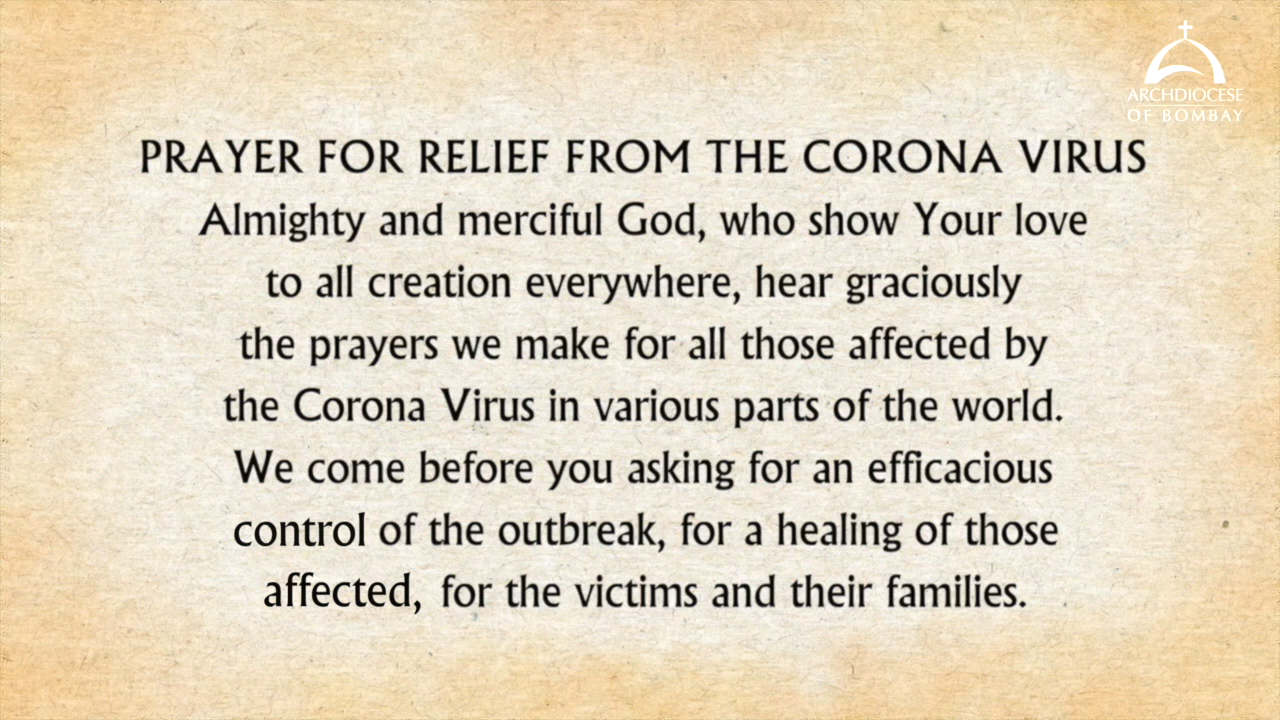 ARCHDIOCESE
OF BOMBAY
PRAYER FOR RELIEF FROM THE CORONA VIRUS
Almighty and merciful God, who show Your love
to all creation everywhere, hear graciously
the prayers we make for all those affected by
the Corona Virus in various parts of the world.
We come before you asking for an efficacious
control of the outbreak, for a healing of those
affected, for the victims and their families.